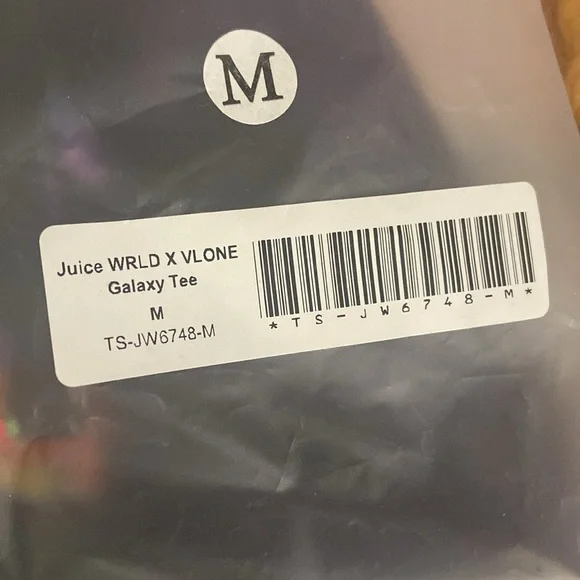 M
Juice WRLD X VLONE
Galaxy Tee
M
TS-JW6748-M
*TS-JW6748-M*